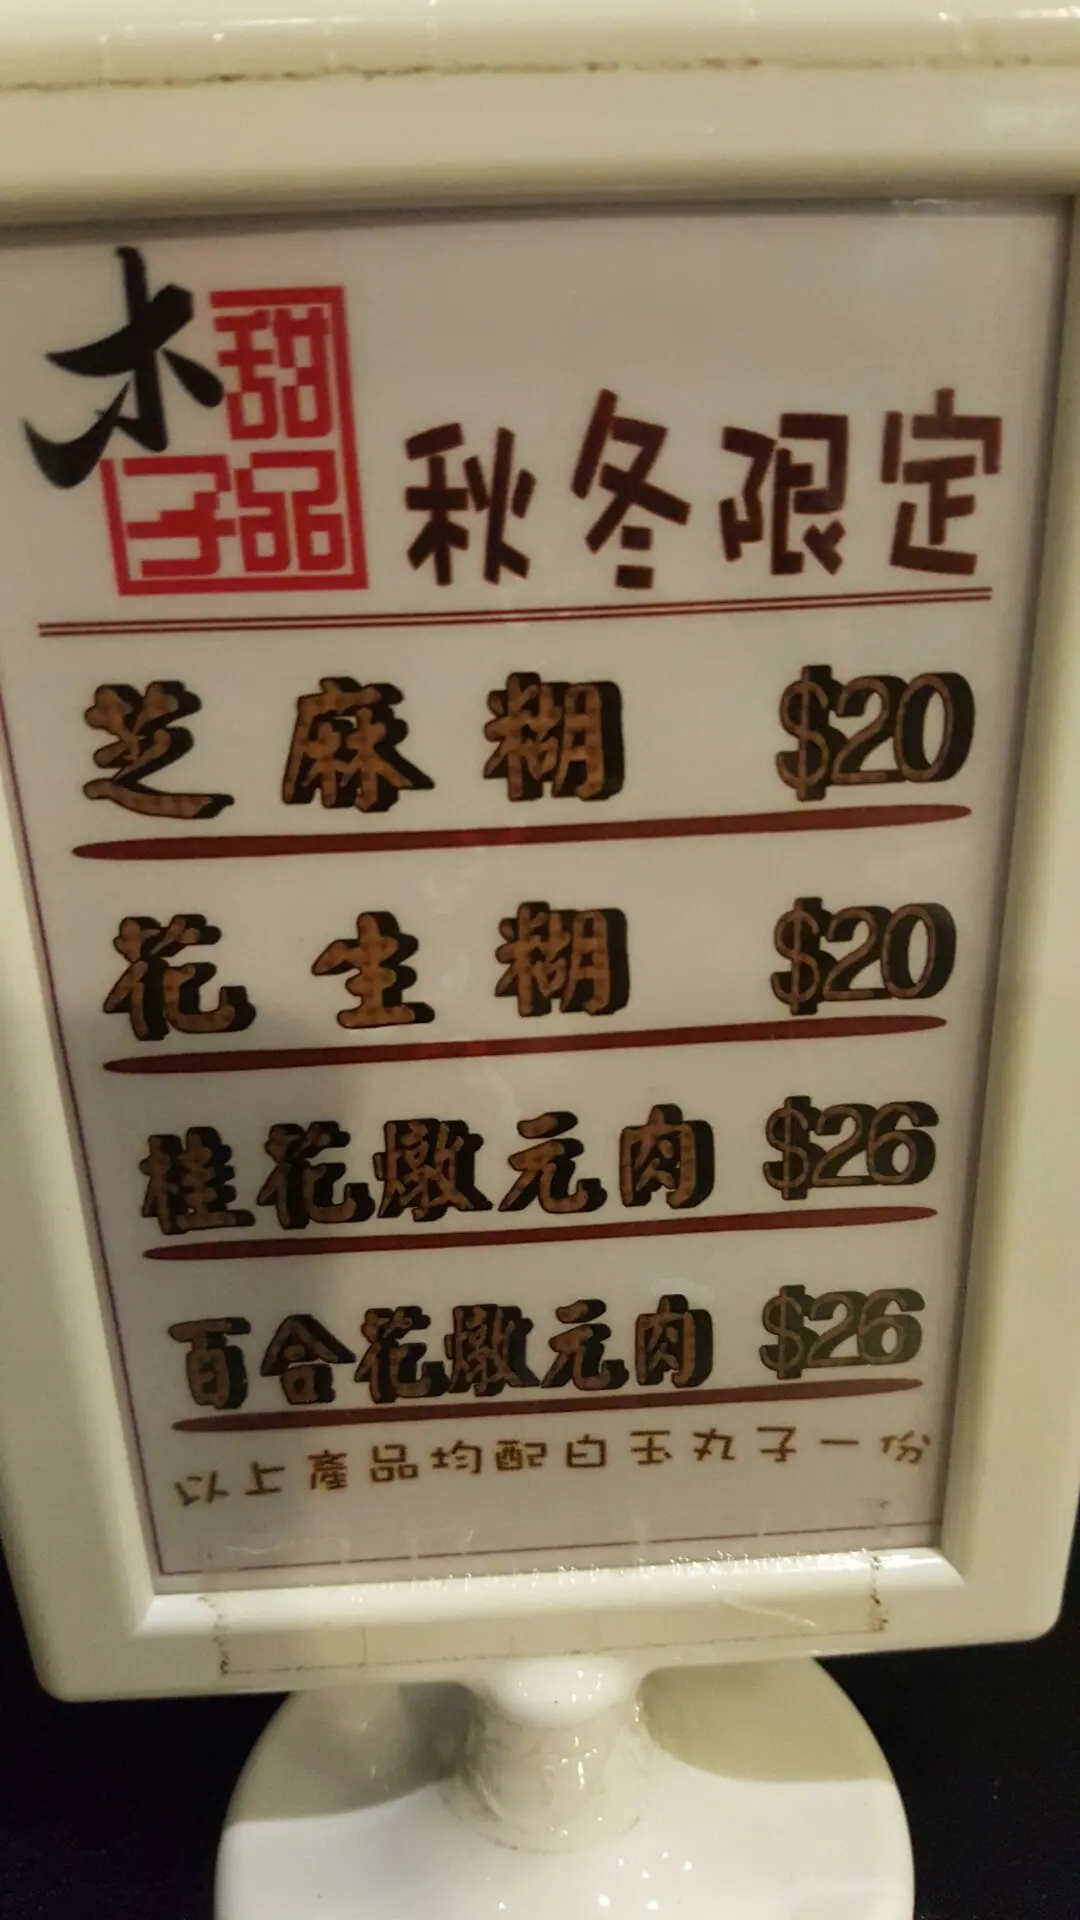 木子甜品
秋冬限定
芝麻糊 $20
花生糊 $20
桂花燉元肉 $26
百合花燉元肉 $26
以上產品均配白玉丸子一份